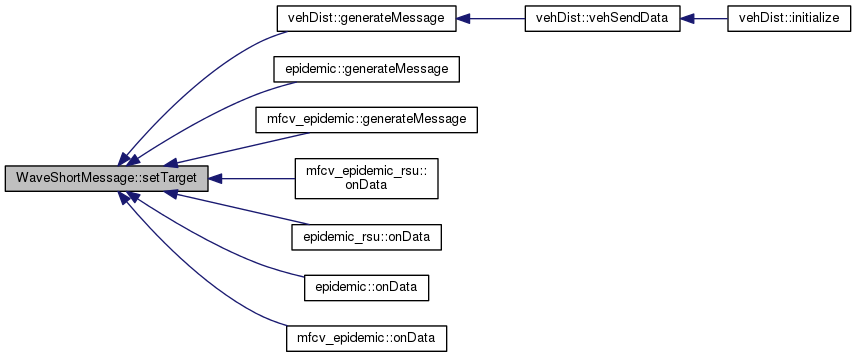 vehDist::generateMessage
vehDist::vehSendData
vehDist::initialize
epidemic::generateMessage
mfcv_epidemic::generateMessage
WaveShortMessage::setTarget
mfcv_epidemic_rsu::
onData
epidemic_rsu::onData
epidemic::onData
mfcv_epidemic::onData